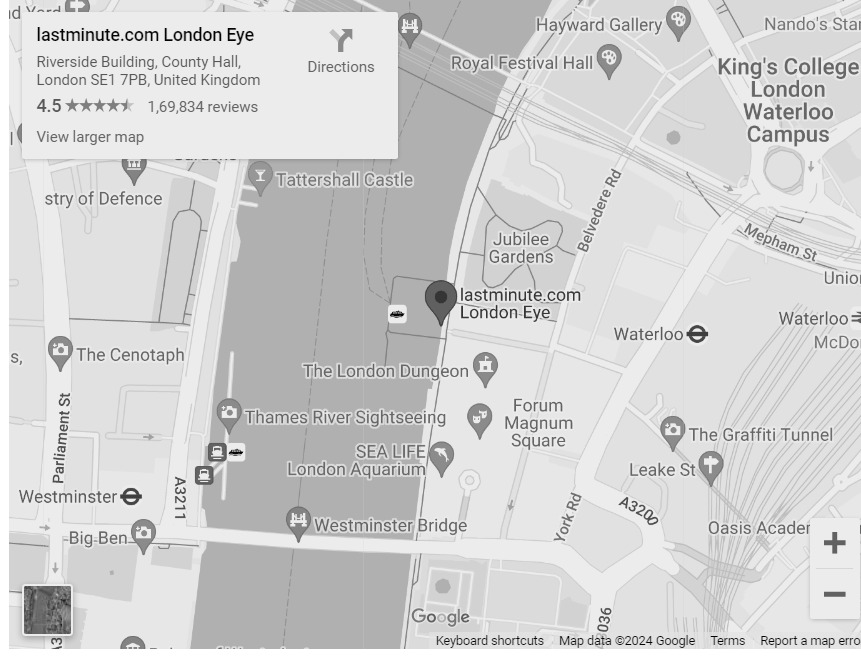 nd Yard
lastminute.com London Eye
Riverside Building, County Hall,
London SE1 7PB, United Kingdom
4.5
1,69,834 reviews
View larger map
Directions
Hayward Gallery
Nando's Star
Royal Festival Hall
King's College
London
Waterloo
Campus
stry of Defence
Tattershall Castle
Belvedere Rd
Jubilee
Gardens
Mepham St
Union
lastminute.com
London Eye
Waterloo
Waterloo
McDo
s,
The Cenotaph
The London Dungeon
Parliament St
Thames River Sightseeing
Forum
Magnum
Square
The Graffiti Tunnel
SEA LIFE
London Aquarium
Leake St
Westminster
A3211
Westminster Bridge
York Rd
A3200
Oasis Acader
Big Ben
+
−
A3
Google
3036
Keyboard shortcuts
Map data ©2024 Google
Terms
Report a map erro